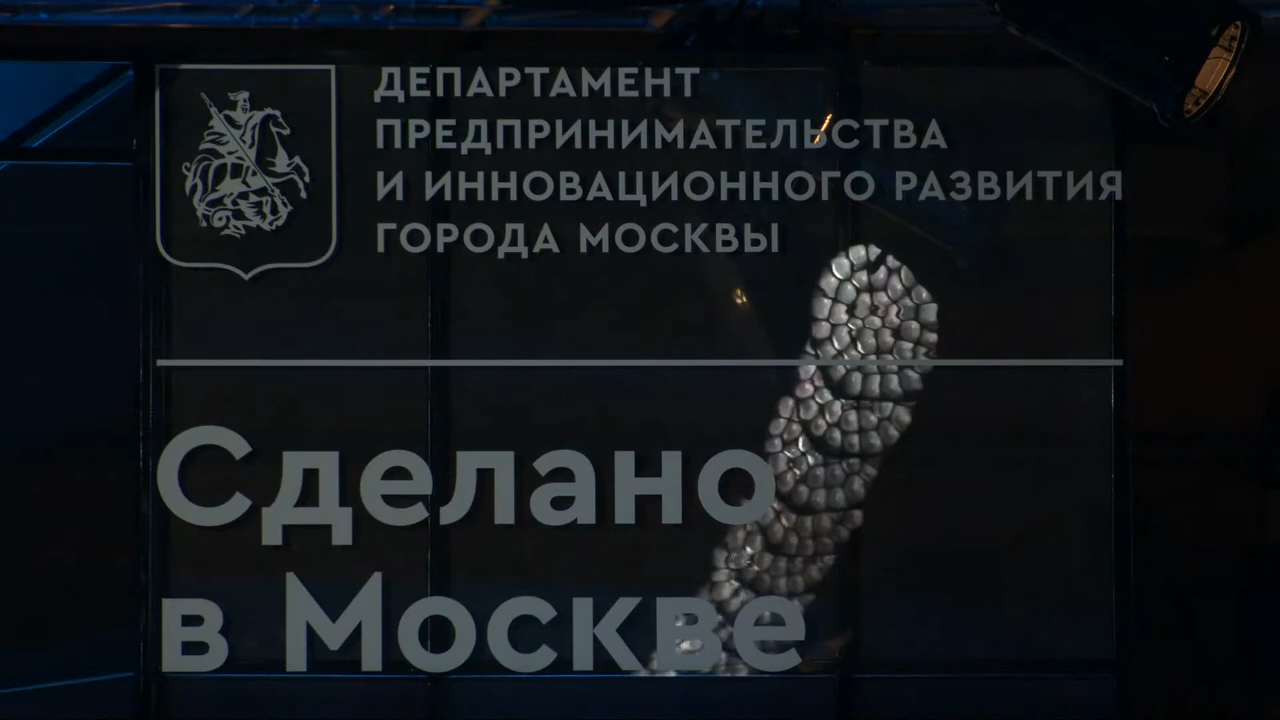 ДЕПАРТАМЕНТ
ПРЕДПРИНИМАТЕЛЬСТВА
И ИННОВАЦИОННОГО РАЗВИТИЯ
ГОРОДА МОСКВЫ
Сделано
в Москве